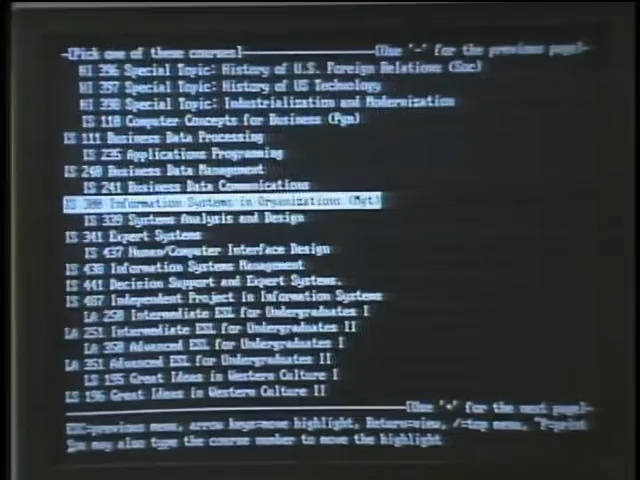 [Pick one of these courses] [Use '-' for the previous page]
HI 396 Special Topic: History of U.S. Foreign Relations (Soc)
HI 397 Special Topic: History of US Technology
HI 398 Special Topic: Industrialization and Modernization
IS 110 Computer Concepts for Business (Pgm)
IS 111 Business Data Processing
IS 235 Applications Programming
IS 240 Business Data Management
IS 241 Business Data Communications
IS 300 Information Systems in Organizations (Mgt)
IS 339 Systems Analysis and Design
IS 341 Expert Systems
IS 437 Human/Computer Interface Design
IS 438 Information Systems Management
IS 441 Decision Support and Expert Systems.
IS 487 Independent Project in Information Systems
LA 250 Intermediate ESL for Undergraduates I
LA 251 Intermediate ESL for Undergraduates II
LA 350 Advanced ESL for Undergraduates I
LA 351 Advanced ESL for Undergraduates II
LS 195 Great Ideas in Western Culture I
LS 196 Great Ideas in Western Culture II
[Use '+' for the next page]
ESC=previous menu, arrow keys=move highlight, Return=view, /=top menu, ^P=print
You may also type the course number to move the highlight